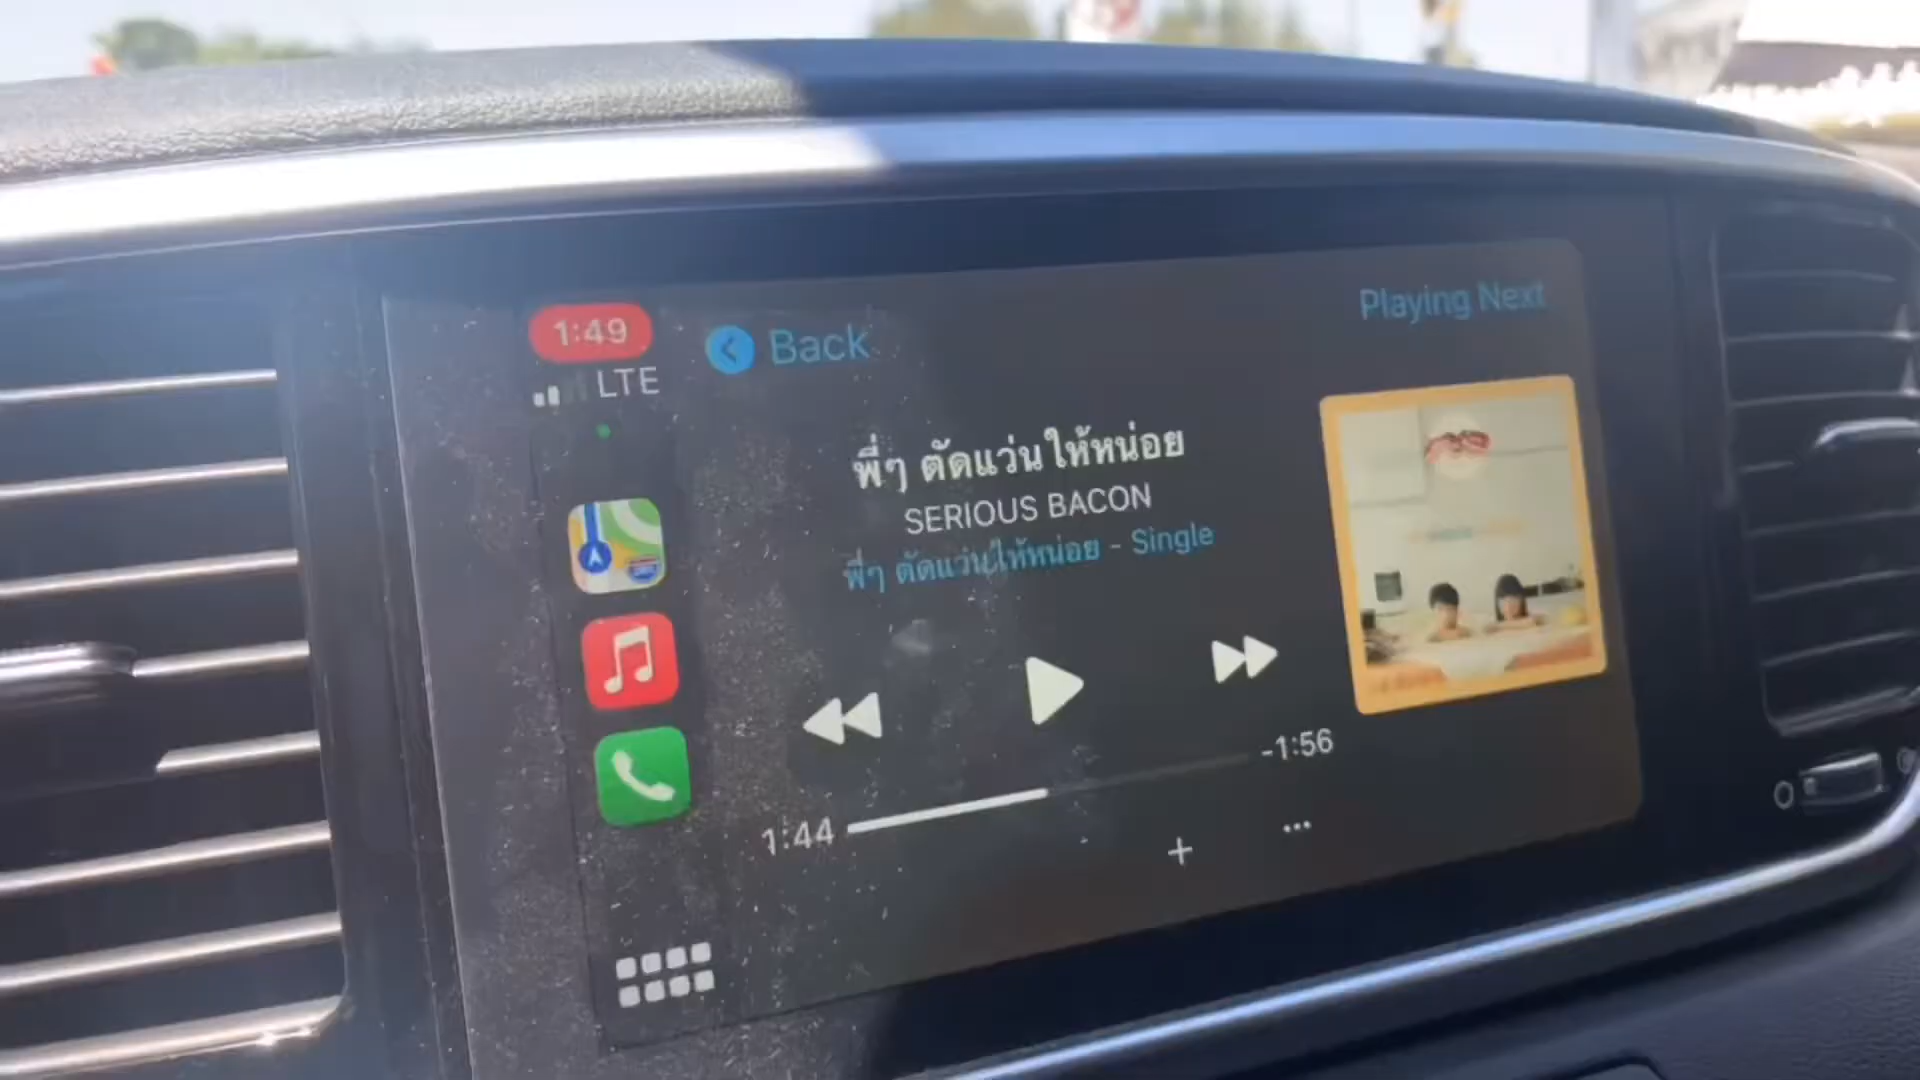 1:49
LTE
Back
Playing Next
พี่ๆ ตัดแว่นให้หน่อย
SERIOUS BACON
พี่ๆ ตัดแว่นให้หน่อย - Single
1:44
-1:56